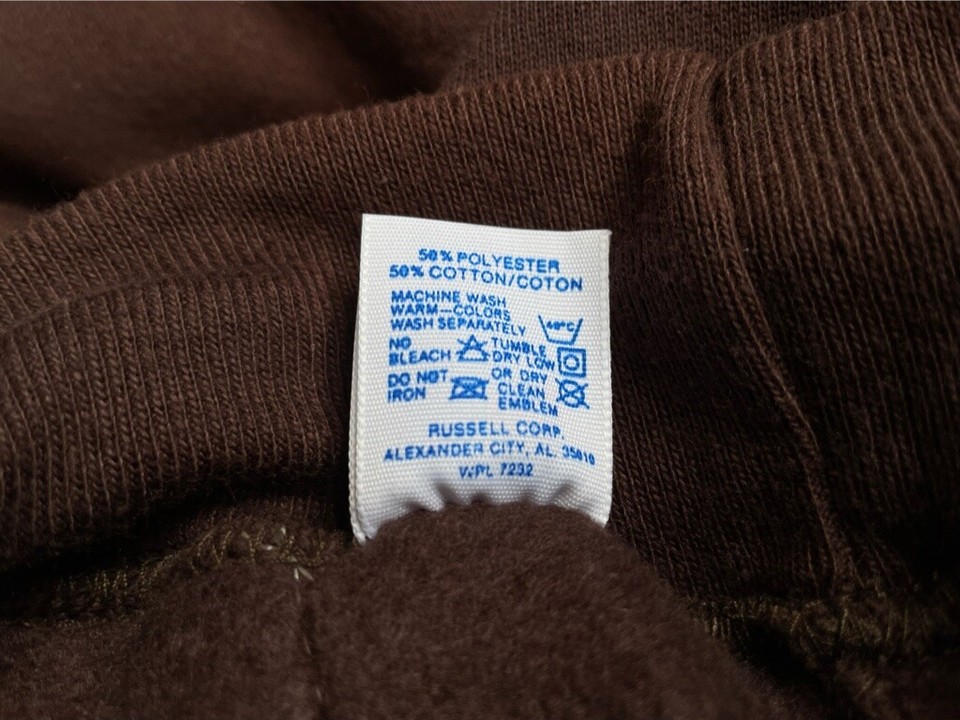 50% POLYESTER
50% COTTON/COTON
MACHINE WASH
WARM—COLORS
WASH SEPARATELY 40°C
NO
BLEACH
TUMBLE
DRY LOW
DO NOT
IRON
OR DRY
CLEAN
EMBLEM
RUSSELL CORP.
ALEXANDER CITY, AL 35010
WPL 7232